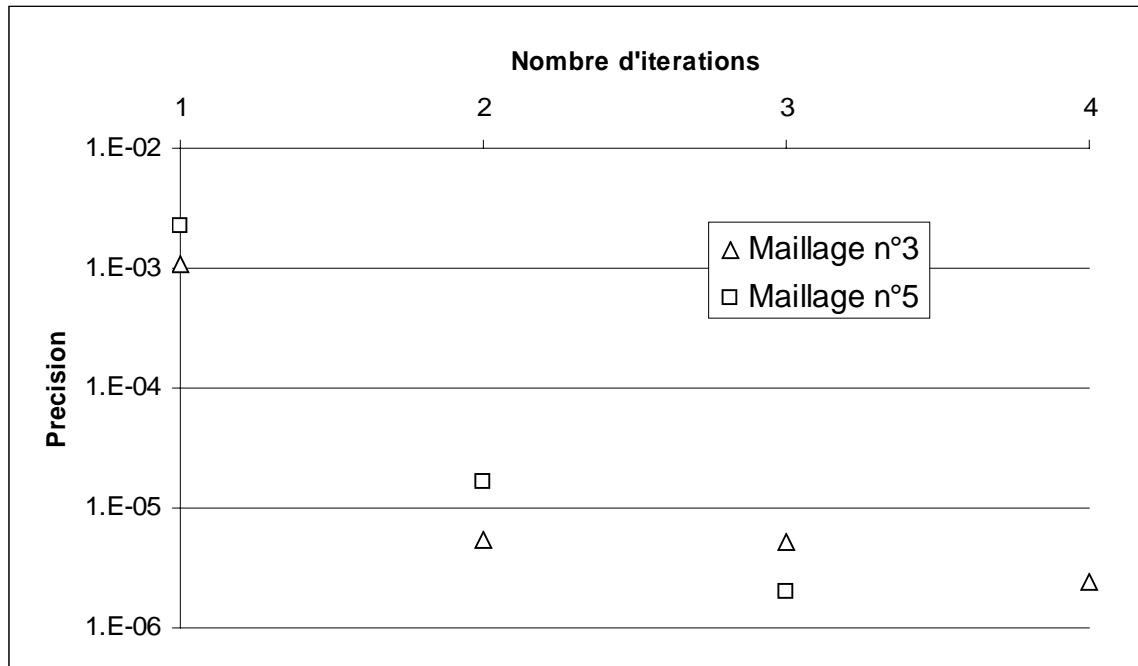 Nombre d'iterations
1 2 3 4
1.E-02
1.E-03
1.E-04
1.E-05
1.E-06
Precision
Maillage n°3
Maillage n°5